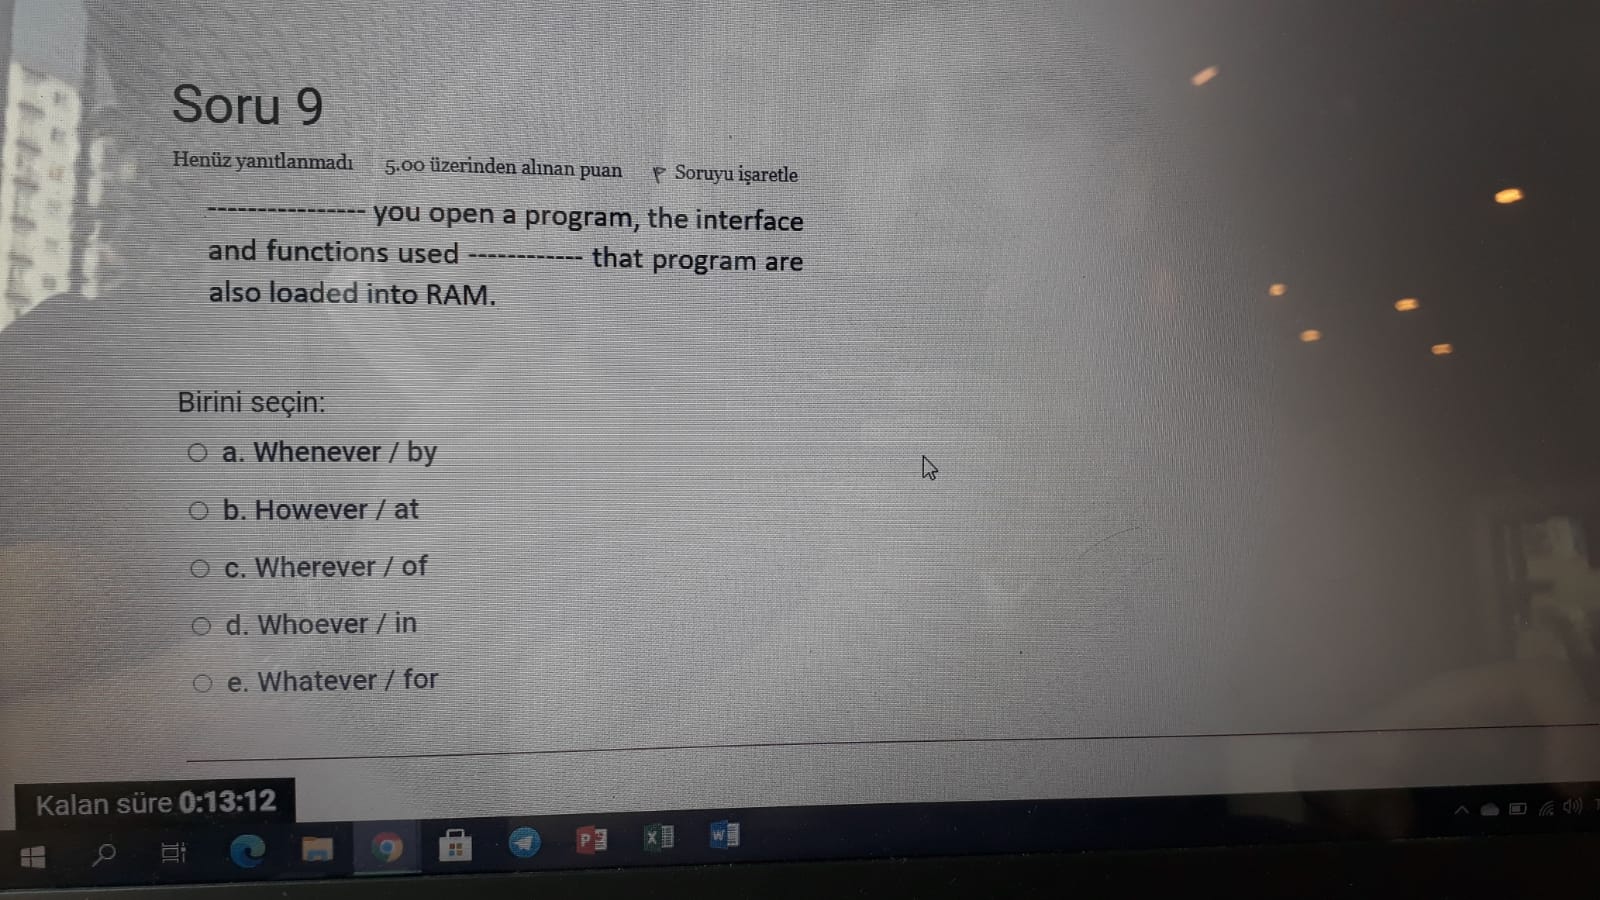 Soru 9
Henüz yanıtlanmadı 5,00 üzerinden alınan puan Soruyu işaretle
---------------- you open a program, the interface
and functions used ------------ that program are
also loaded into RAM.
Birini seçin:
a. Whenever / by
b. However / at
c. Wherever / of
d. Whoever / in
e. Whatever / for
Kalan süre 0:13:12